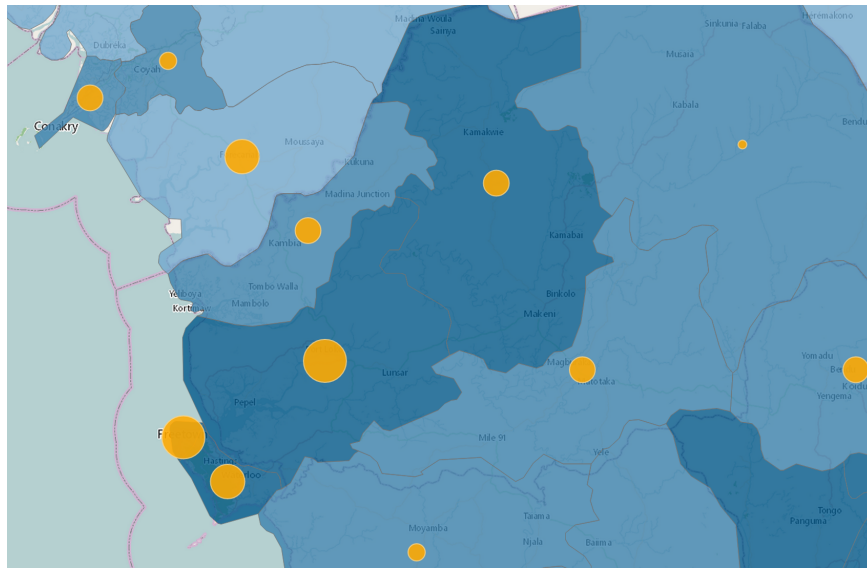 Madina Woula
Sainya
Heremakono
Sinkunia Falaba
Dubreka
Musaia
Coyah
Kabala
Conakry
Bendu
Kamakwie
Moussaya
Kukuna
Madina Junction
Kambia
Kamabai
Tombo Walla
Yeliboya
Mambolo
Binkolo
Makeni
Lunsar
Yomadu
Yengema
Pepel
Mile 91
Yele
Hastings
Tongo
Panguma
Taiama
Moyamba
Njala
Bauma